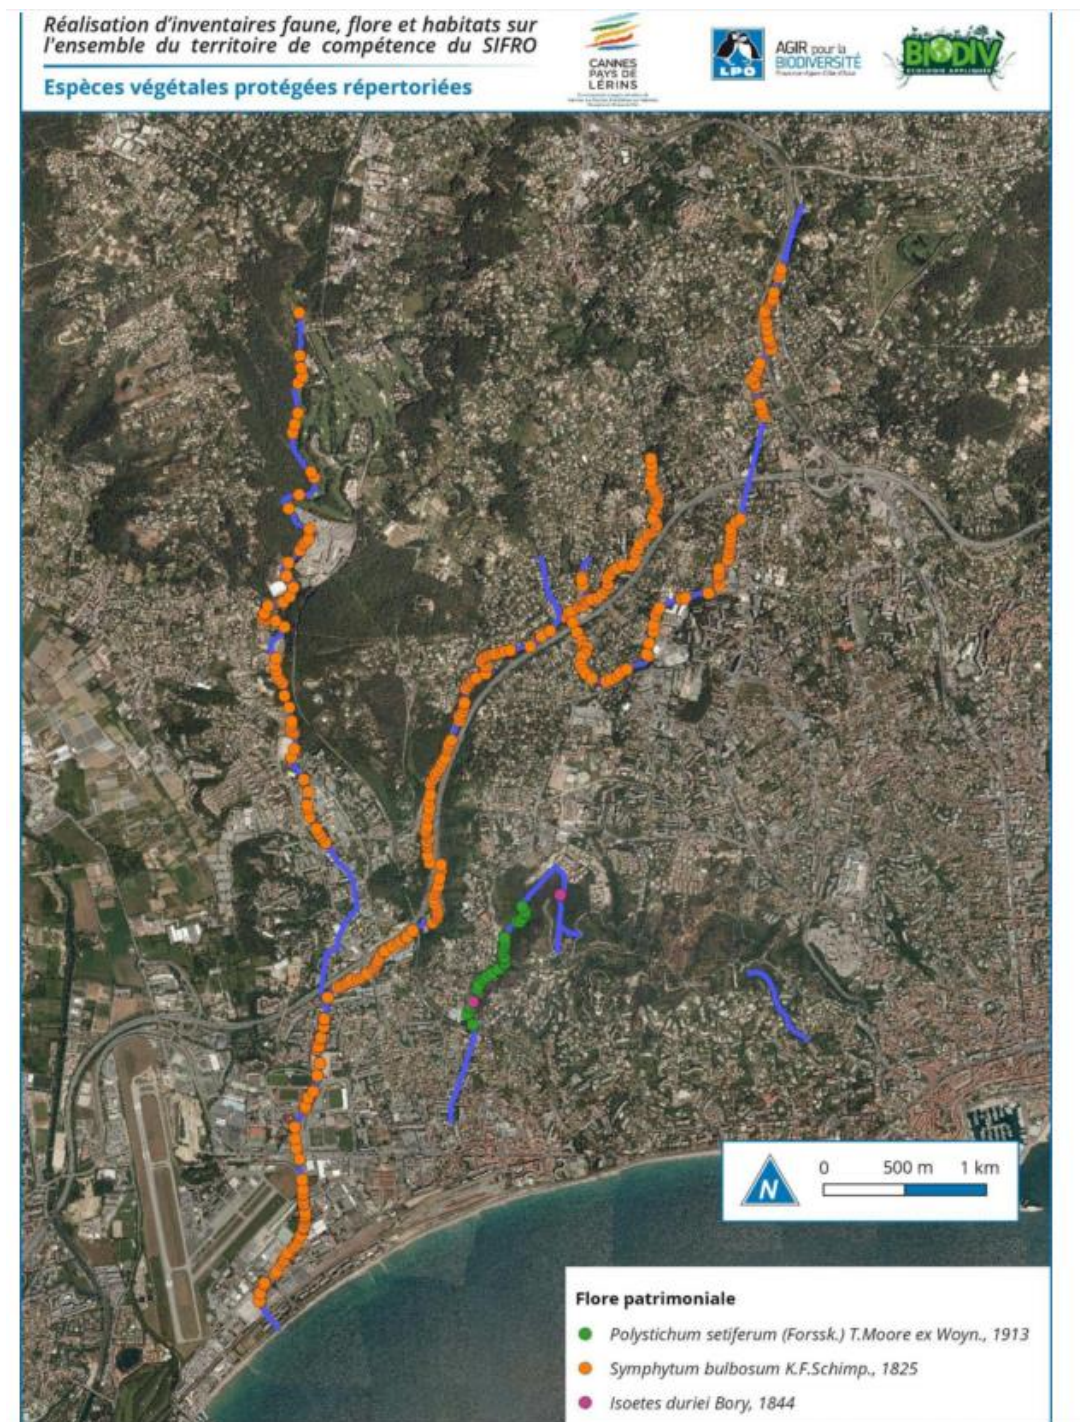 Réalisation d'inventaires faune, flore et habitats sur
l'ensemble du territoire de compétence du SIFRO
Espèces végétales protégées répertoriées
CANNES
PAYS DE
LÉRINS
LPO
AGIR pour la
BIODIVERSITÉ
BIODIV
ÉCOLOGIE APPLIQUÉE
N
0 500 m 1 km
Flore patrimoniale
Polystichum setiferum (Forssk.) T.Moore ex Woyn., 1913
Symphytum bulbosum K.F.Schimp., 1825
Isoetes duriei Bory, 1844